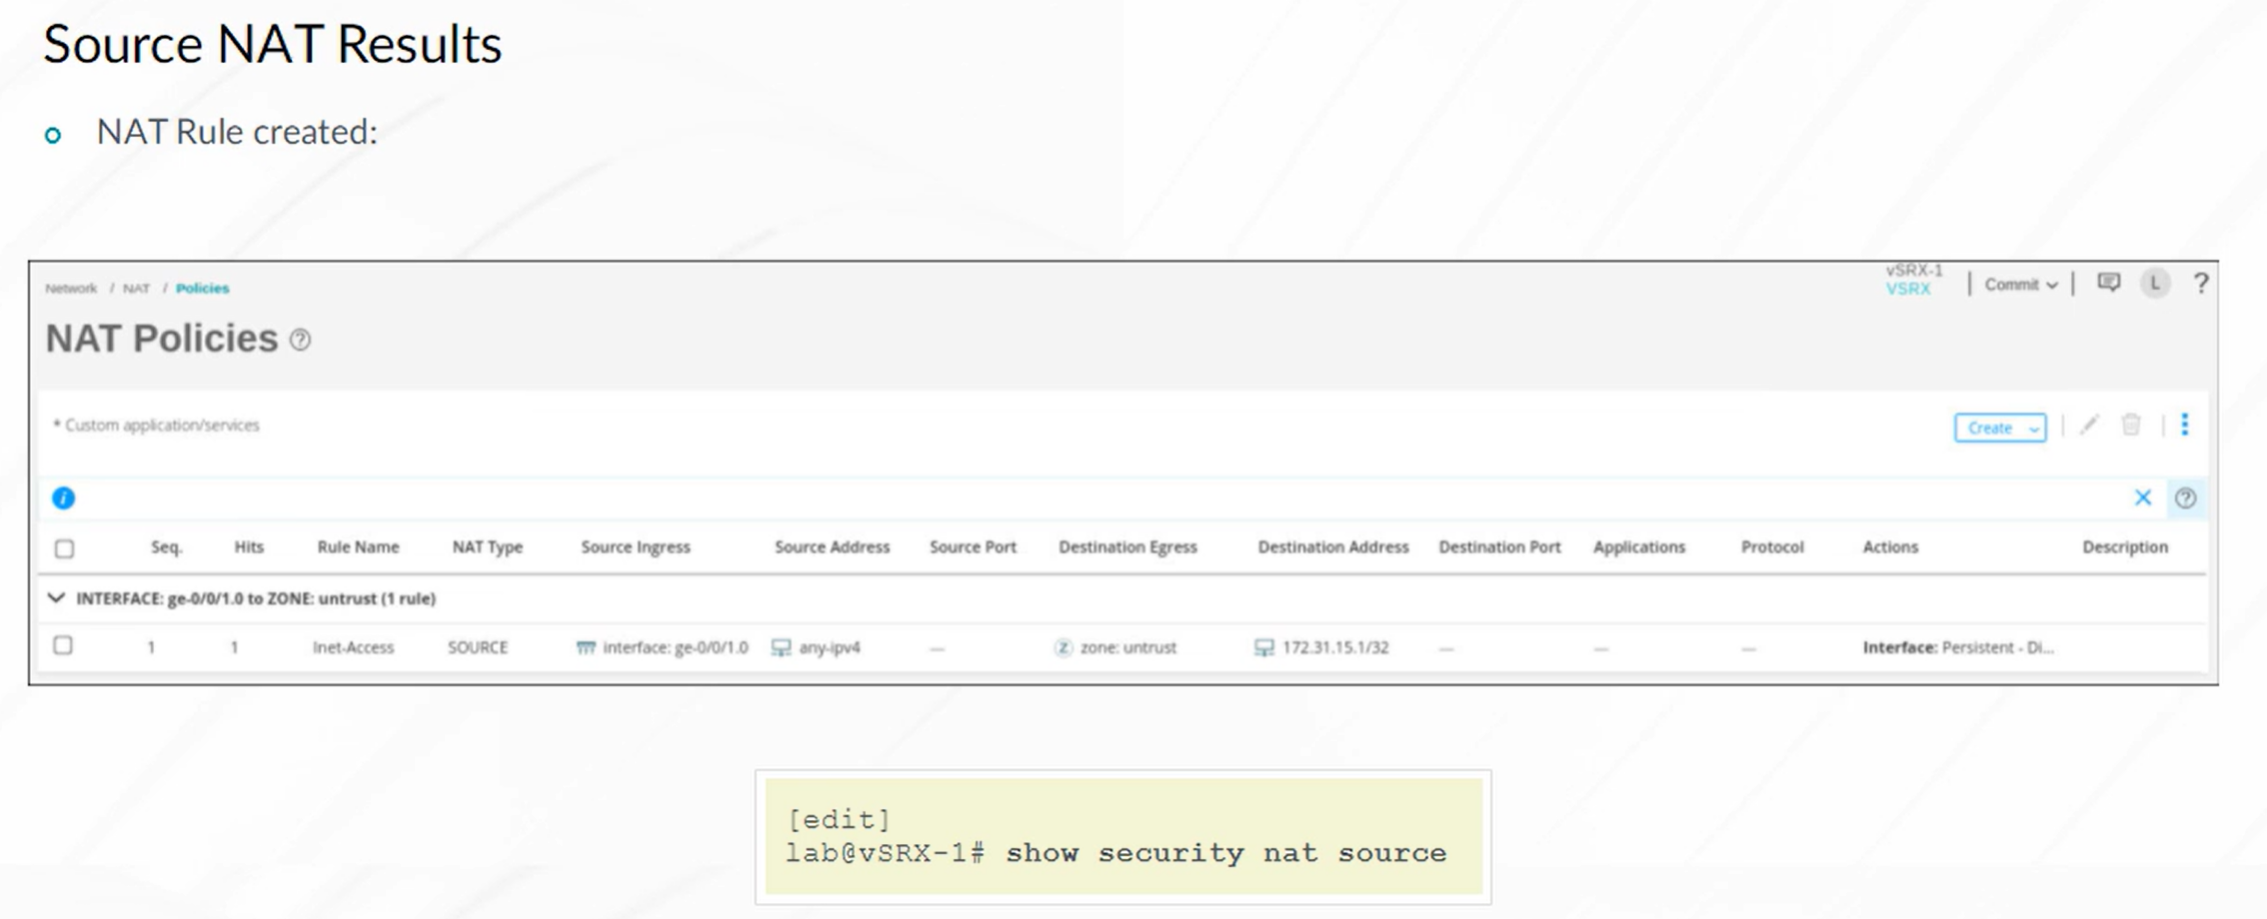 Source NAT Results
NAT Rule created:
Network / NAT / Policies
vSRX-1
VSRX
Commit
L
?
NAT Policies ?
* Custom application/services
Create
i
?
Seq. Hits Rule Name NAT Type Source Ingress Source Address Source Port Destination Egress Destination Address Destination Port Applications Protocol Actions Description
INTERFACE: ge-0/0/1.0 to ZONE: untrust (1 rule)
1 1 Inet-Access SOURCE interface: ge-0/0/1.0 any-ipv4 — Z zone: untrust 172.31.15.1/32 — — — Interface: Persistent - Di...
[edit]
lab@vSRX-1# show security nat source